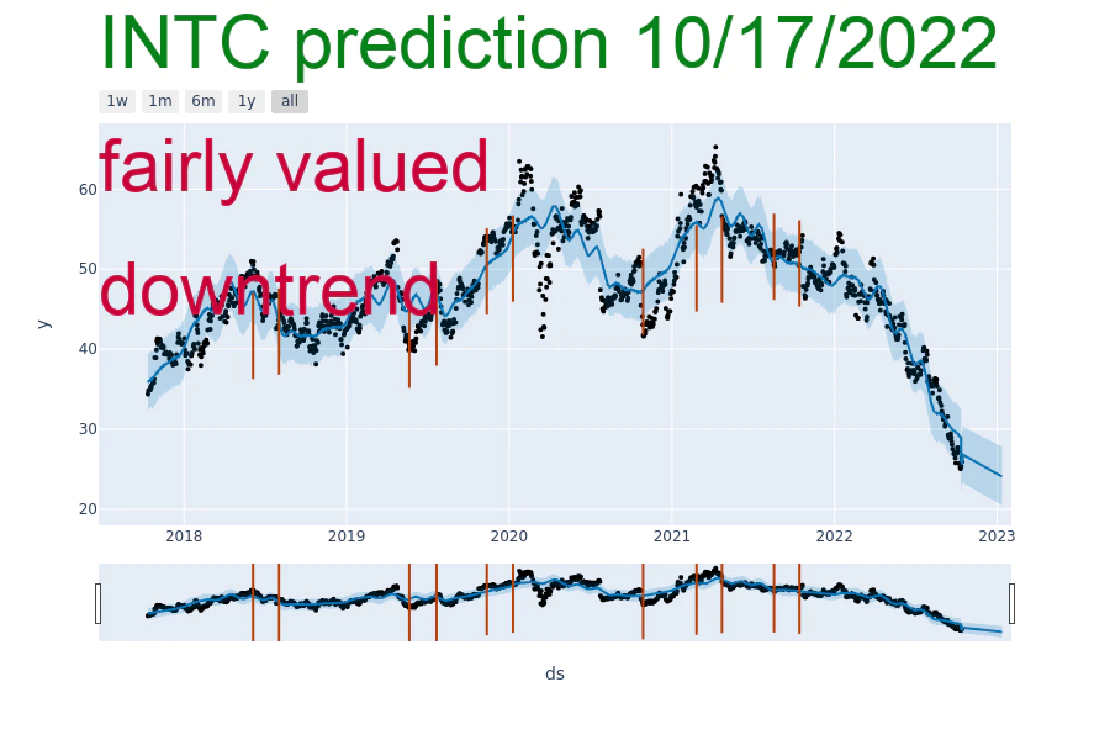 INTC prediction 10/17/2022
1w 1m 6m 1y all
fairly valued
60
downtrend
50
40
30
20
y
2018 2019 2020 2021 2022 2023
ds